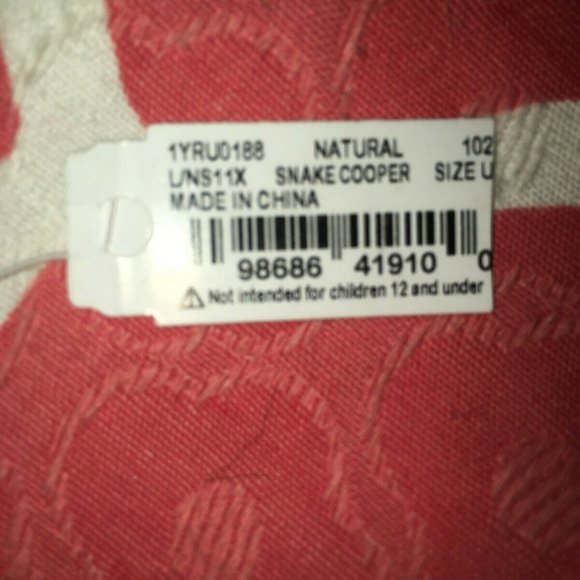 1YRU0188 NATURAL 102
L/NS11X SNAKE COOPER SIZE U
MADE IN CHINA
98686 41910 0
⚠ Not intended for children 12 and under